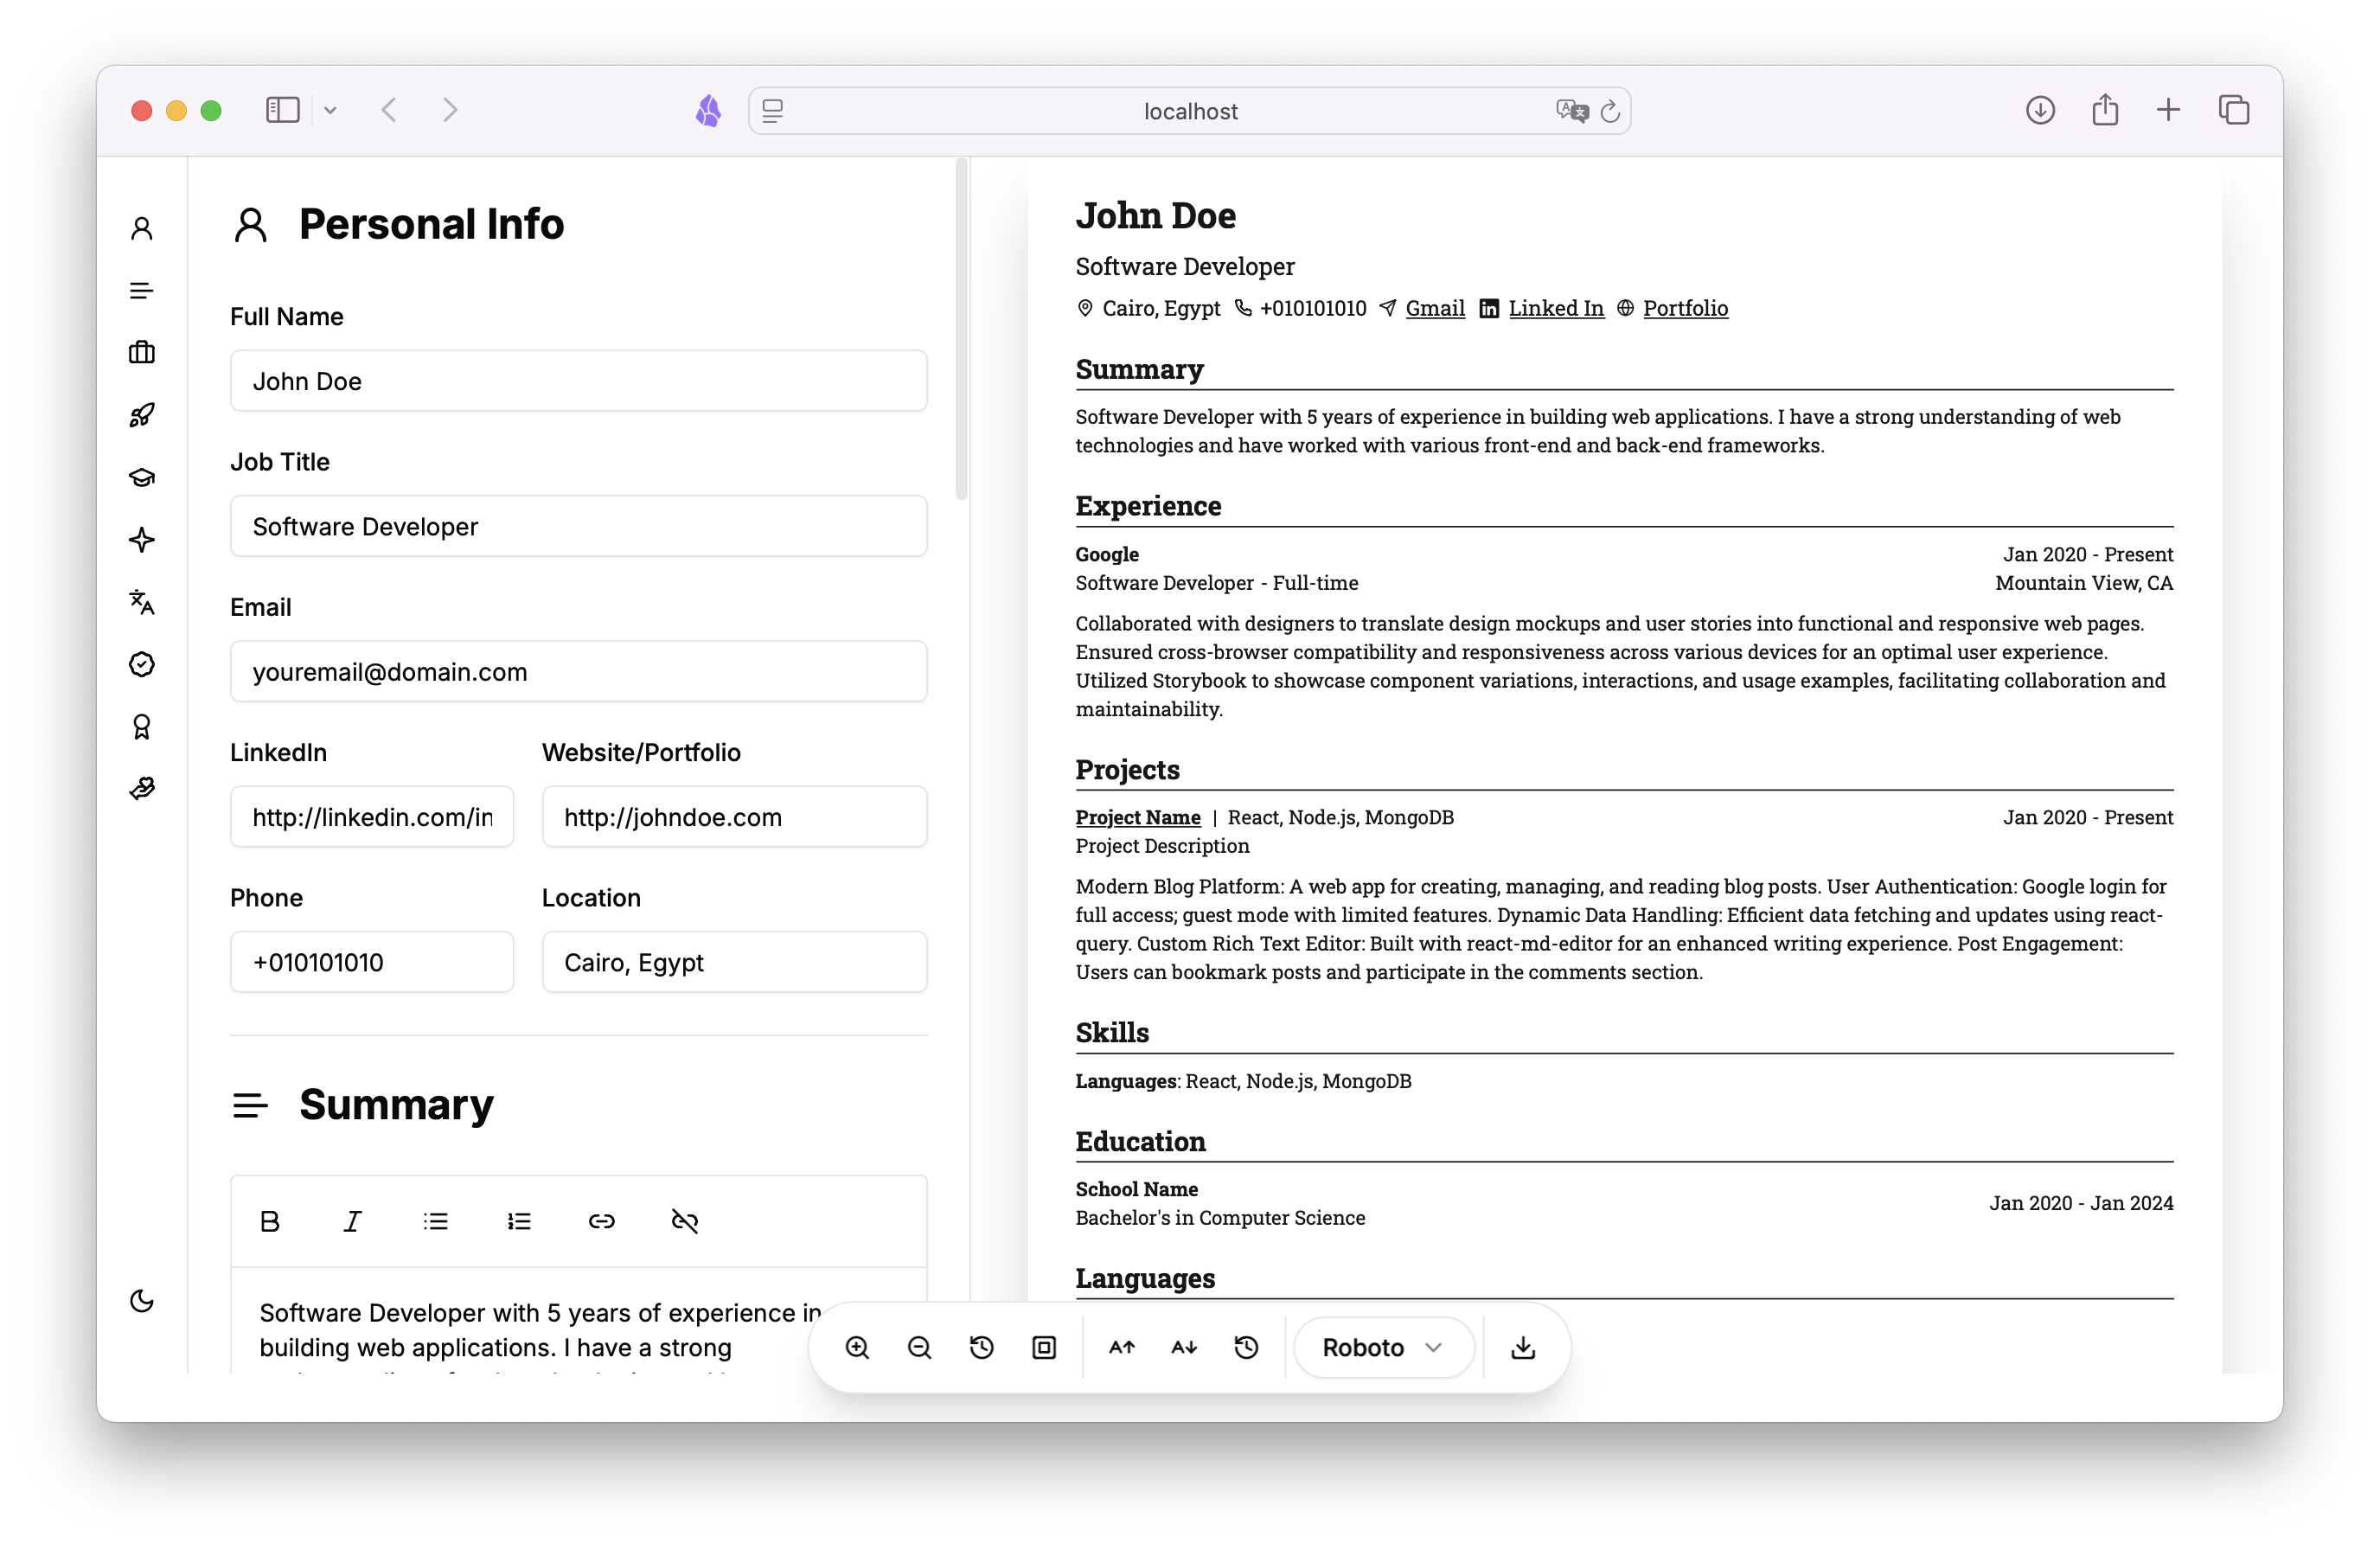 localhost
Personal Info
Full Name
John Doe
Job Title
Software Developer
Email
youremail@domain.com
LinkedIn
Website/Portfolio
http://linkedin.com/in
http://johndoe.com
Phone
Location
+010101010
Cairo, Egypt
Summary
Software Developer with 5 years of experience in
building web applications. I have a strong
John Doe
Software Developer
Cairo, Egypt +010101010 Gmail Linked In Portfolio
Summary
Software Developer with 5 years of experience in building web applications. I have a strong understanding of web
technologies and have worked with various front-end and back-end frameworks.
Experience
Google Jan 2020 - Present
Software Developer - Full-time Mountain View, CA
Collaborated with designers to translate design mockups and user stories into functional and responsive web pages.
Ensured cross-browser compatibility and responsiveness across various devices for an optimal user experience.
Utilized Storybook to showcase component variations, interactions, and usage examples, facilitating collaboration and
maintainability.
Projects
Project Name | React, Node.js, MongoDB Jan 2020 - Present
Project Description
Modern Blog Platform: A web app for creating, managing, and reading blog posts. User Authentication: Google login for
full access; guest mode with limited features. Dynamic Data Handling: Efficient data fetching and updates using react-
query. Custom Rich Text Editor: Built with react-md-editor for an enhanced writing experience. Post Engagement:
Users can bookmark posts and participate in the comments section.
Skills
Languages: React, Node.js, MongoDB
Education
School Name
Jan 2020 - Jan 2024
Bachelor's in Computer Science
Languages
Roboto